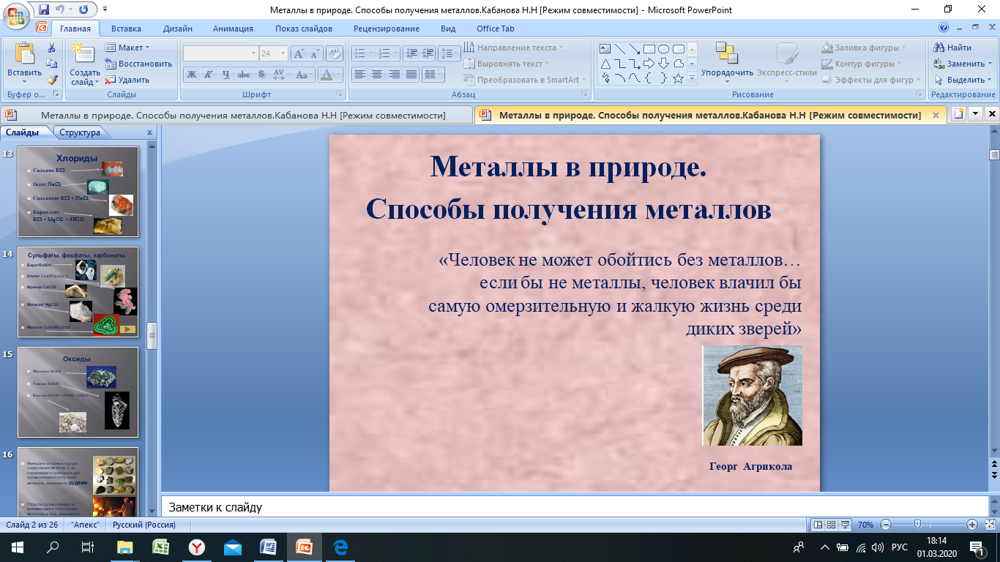 Металлы в природе. Способы получения металлов.Кабанова Н.Н [Режим совместимости] - Microsoft PowerPoint
Главная Вставка Дизайн Анимация Показ слайдов Рецензирование Вид Office Tab
Вставить
Буфер о...
Создать слайд
Макет
Восстановить
Удалить
Слайды
24
Ж К Ч abc S AV Aa A
Шрифт
Направление текста
Выровнять текст
Преобразовать в SmartArt
Абзац
Упорядочить
Экспресс-стили
Заливка фигуры
Контур фигуры
Эффекты для фигур
Рисование
Найти
Заменить
Выделить
Редактирование
Металлы в природе. Способы получения металлов.Кабанова Н.Н [Режим совместимости]
Металлы в природе. Способы получения металлов.Кабанова Н.Н [Режим совместимости]
Слайды Структура
13
Хлориды
Сильвин KCl
Галит NaCl
Сильвинит KCl • NaCl
Карналлит
KCl • MgCl2 • 6H2O
14
Сульфаты, фосфаты, карбонаты
Барит BaSO4
Апатит
Мрамор CaCO3
Магнезит MgCO3
Малахит
15
Оксиды
Магнетит
Гематит Fe2O3
Каолин
16
Минералы и горные породы,
содержащие металлы и их
соединения и пригодные для
промышленного получения
металлов, называются рудами
Отрасль промышленности,
занимающаяся получением
металлов из руд, называется
Металлы в природе.
Способы получения металлов
«Человек не может обойтись без металлов…
если бы не металлы, человек влачил бы
самую омерзительную и жалкую жизнь среди
диких зверей»
Георг Агрикола
Заметки к слайду
Слайд 2 из 26 "Апекс" Русский (Россия) 70%
РУС
18:14
01.03.2020
1